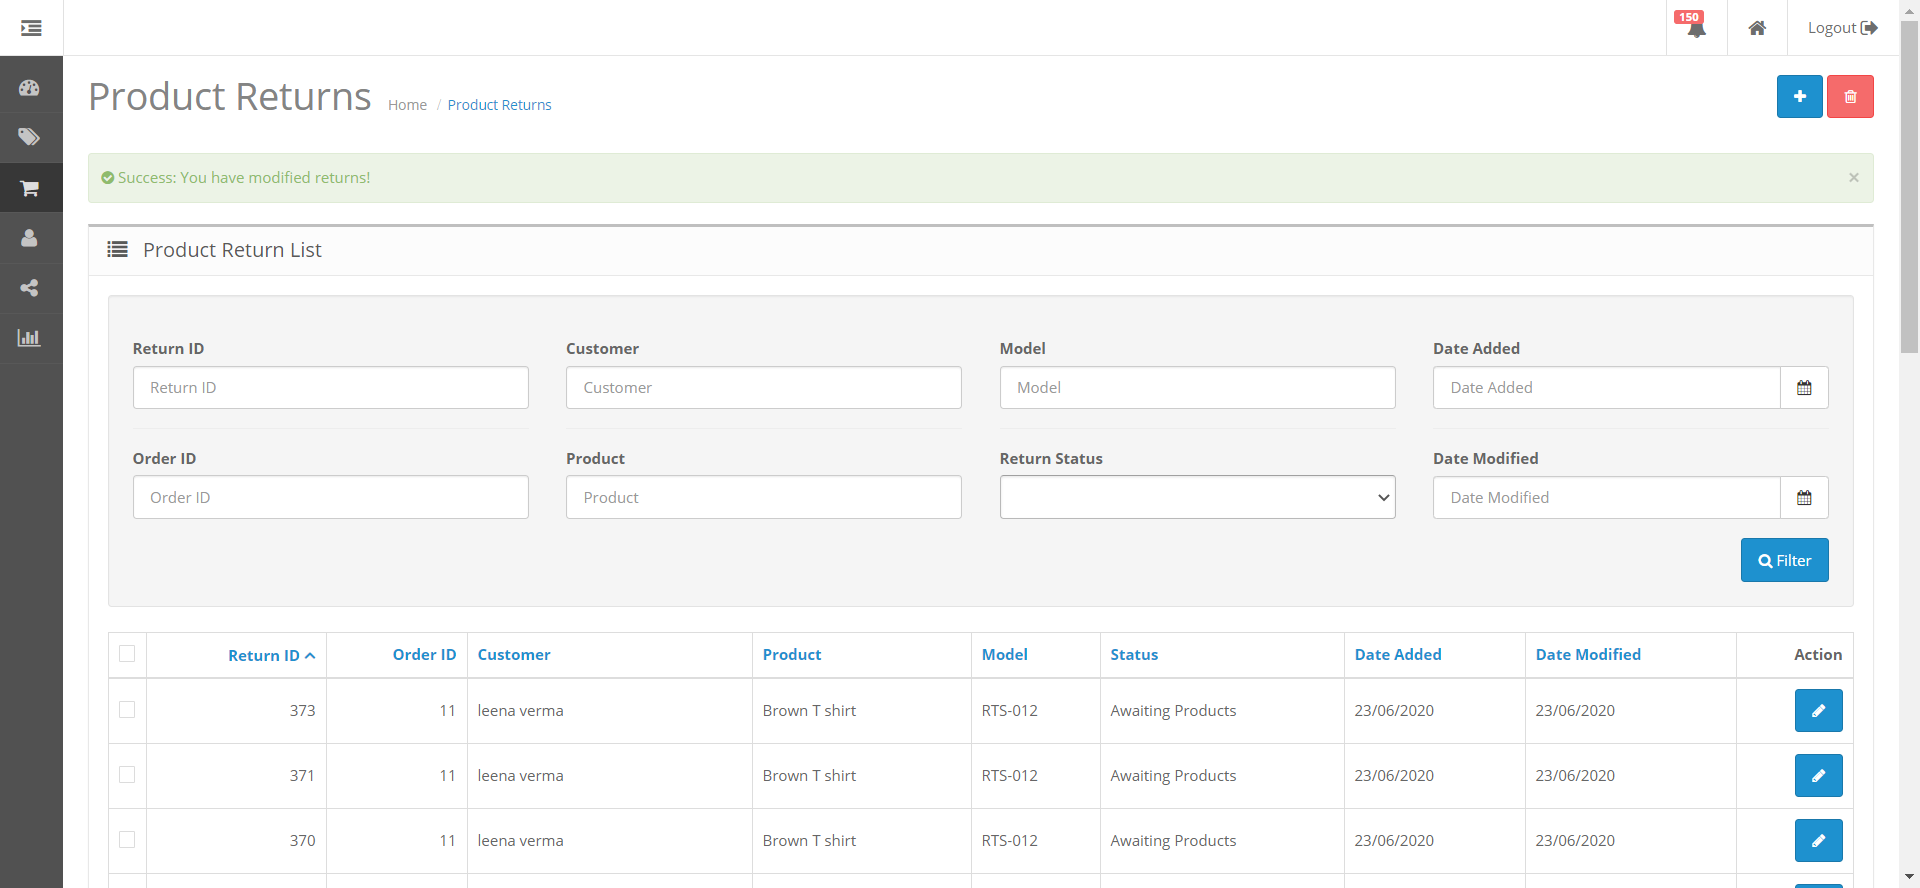 150
Logout
Product Returns
Home / Product Returns
Success: You have modified returns!
×
Product Return List
Return ID Customer Model Date Added
Return ID Customer Model Date Added
Order ID Product Return Status Date Modified
Order ID Product Date Modified
Filter
Return ID Order ID Customer Product Model Status Date Added Date Modified Action
373 11 leena verma Brown T shirt RTS-012 Awaiting Products 23/06/2020 23/06/2020
371 11 leena verma Brown T shirt RTS-012 Awaiting Products 23/06/2020 23/06/2020
370 11 leena verma Brown T shirt RTS-012 Awaiting Products 23/06/2020 23/06/2020